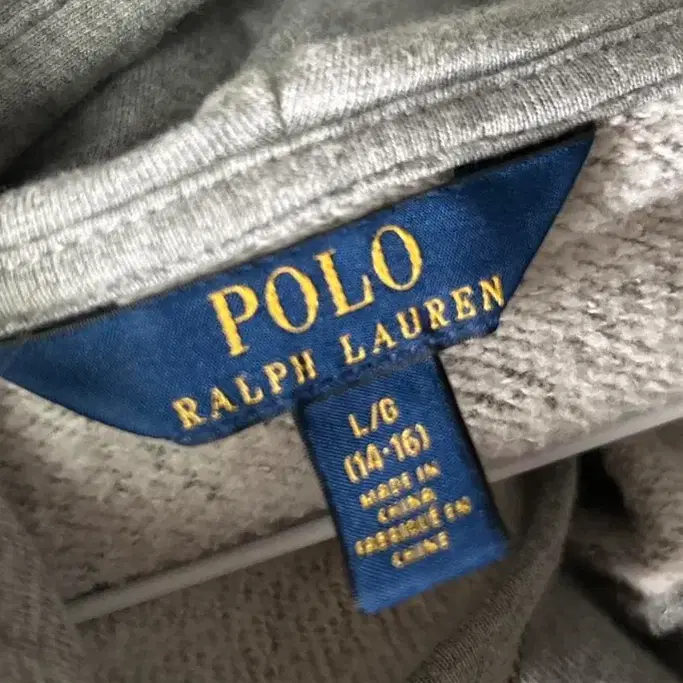 POLO
RALPH LAUREN
L/G
(14-16)
MADE IN
CHINA
FABRIQUÉ EN
CHINE